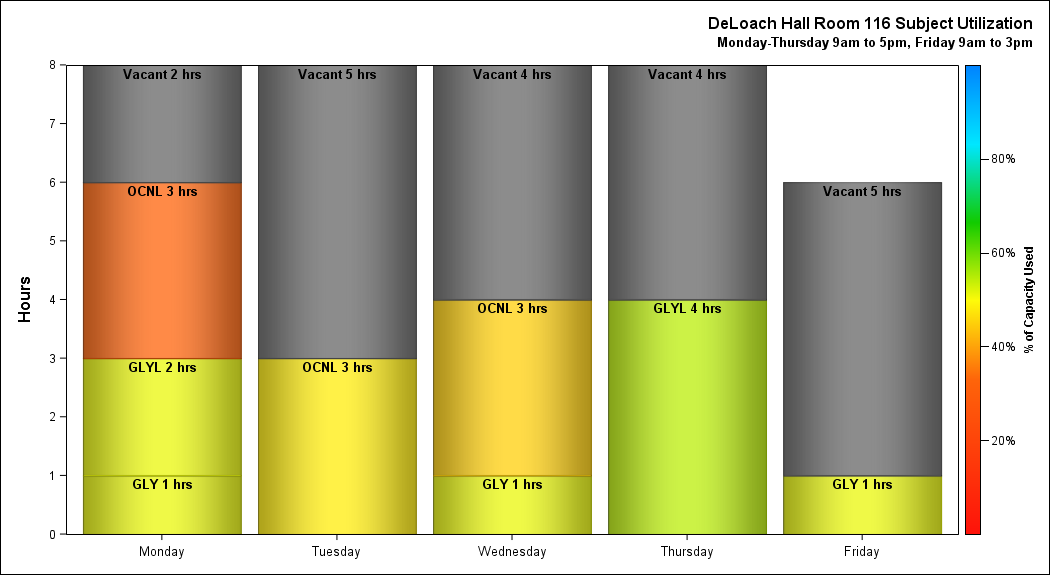 DeLoach Hall Room 116 Subject Utilization
Monday-Thursday 9am to 5pm, Friday 9am to 3pm
Hours
8
7
6
5
4
3
2
1
0
Vacant 2 hrs
OCNL 3 hrs
GLYL 2 hrs
GLY 1 hrs
Vacant 5 hrs
OCNL 3 hrs
Vacant 4 hrs
OCNL 3 hrs
GLY 1 hrs
Vacant 4 hrs
GLYL 4 hrs
Vacant 5 hrs
GLY 1 hrs
Monday
Tuesday
Wednesday
Thursday
Friday
80%
60%
40%
20%
% of Capacity Used